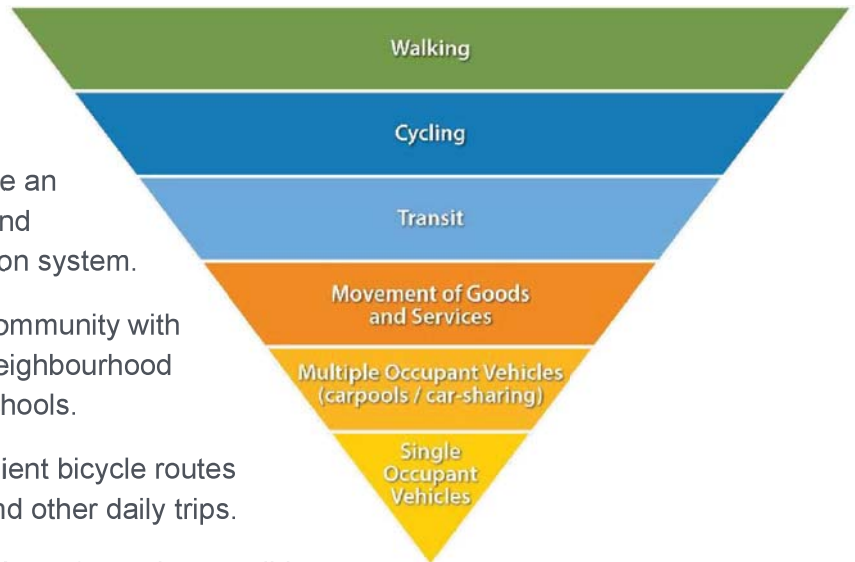 Walking
Cycling
Transit
Movement of Goods
and Services
Multiple Occupant Vehicles
(carpools / car-sharing)
Single
Occupant
Vehicles
e an
nd
on system.
ommunity with
eighbourhood
hools.
ient bicycle routes
nd other daily trips.